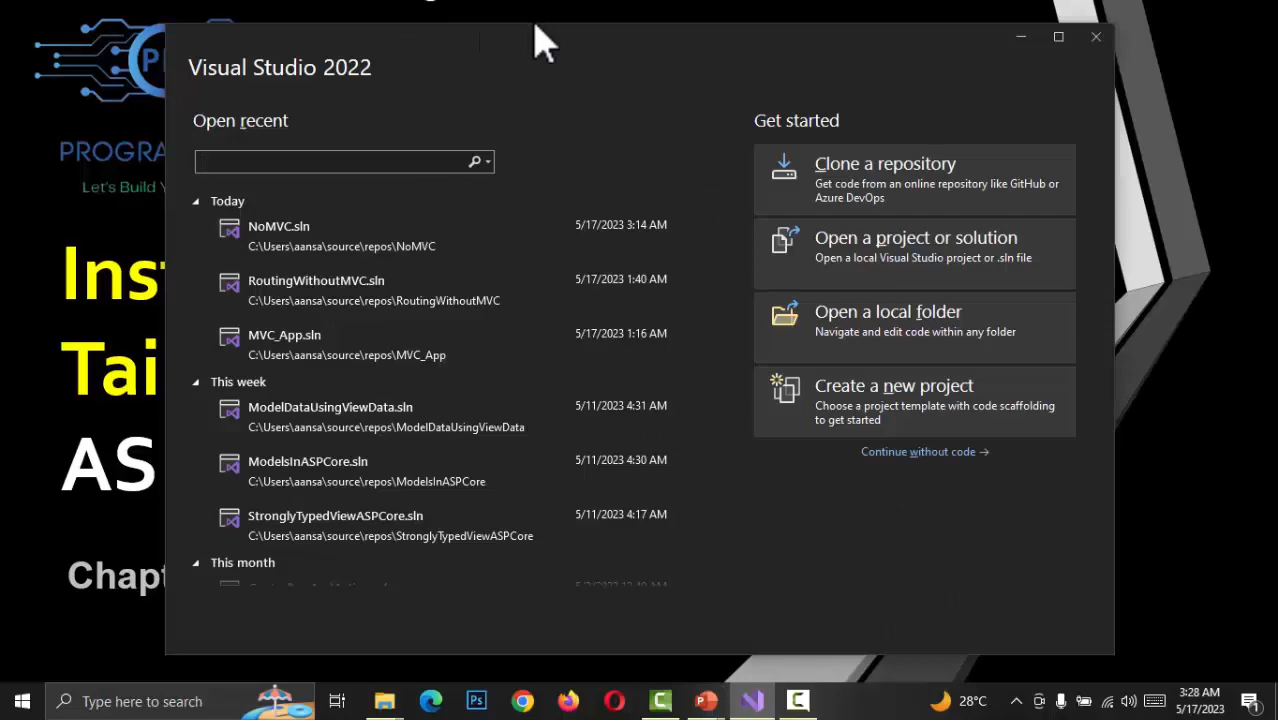 PROGRA
Let's Build Y
Ins
Tai
AS
Chapt
Visual Studio 2022
Open recent
Today
NoMVC.sln 5/17/2023 3:14 AM
C:\Users\aansa\source\repos\NoMVC
RoutingWithoutMVC.sln 5/17/2023 1:40 AM
C:\Users\aansa\source\repos\RoutingWithoutMVC
MVC_App.sln 5/17/2023 1:16 AM
C:\Users\aansa\source\repos\MVC_App
This week
ModelDataUsingViewData.sln 5/11/2023 4:31 AM
C:\Users\aansa\source\repos\ModelDataUsingViewData
ModelsInASPCore.sln 5/11/2023 4:30 AM
C:\Users\aansa\source\repos\ModelsInASPCore
StronglyTypedViewASPCore.sln 5/11/2023 4:17 AM
C:\Users\aansa\source\repos\StronglyTypedViewASPCore
This month
Get started
Clone a repository
Get code from an online repository like GitHub or
Azure DevOps
Open a project or solution
Open a local Visual Studio project or .sln file
Open a local folder
Navigate and edit code within any folder
Create a new project
Choose a project template with code scaffolding
to get started
Continue without code →
Type here to search
Ps
28°C
3:28 AM
5/17/2023
1